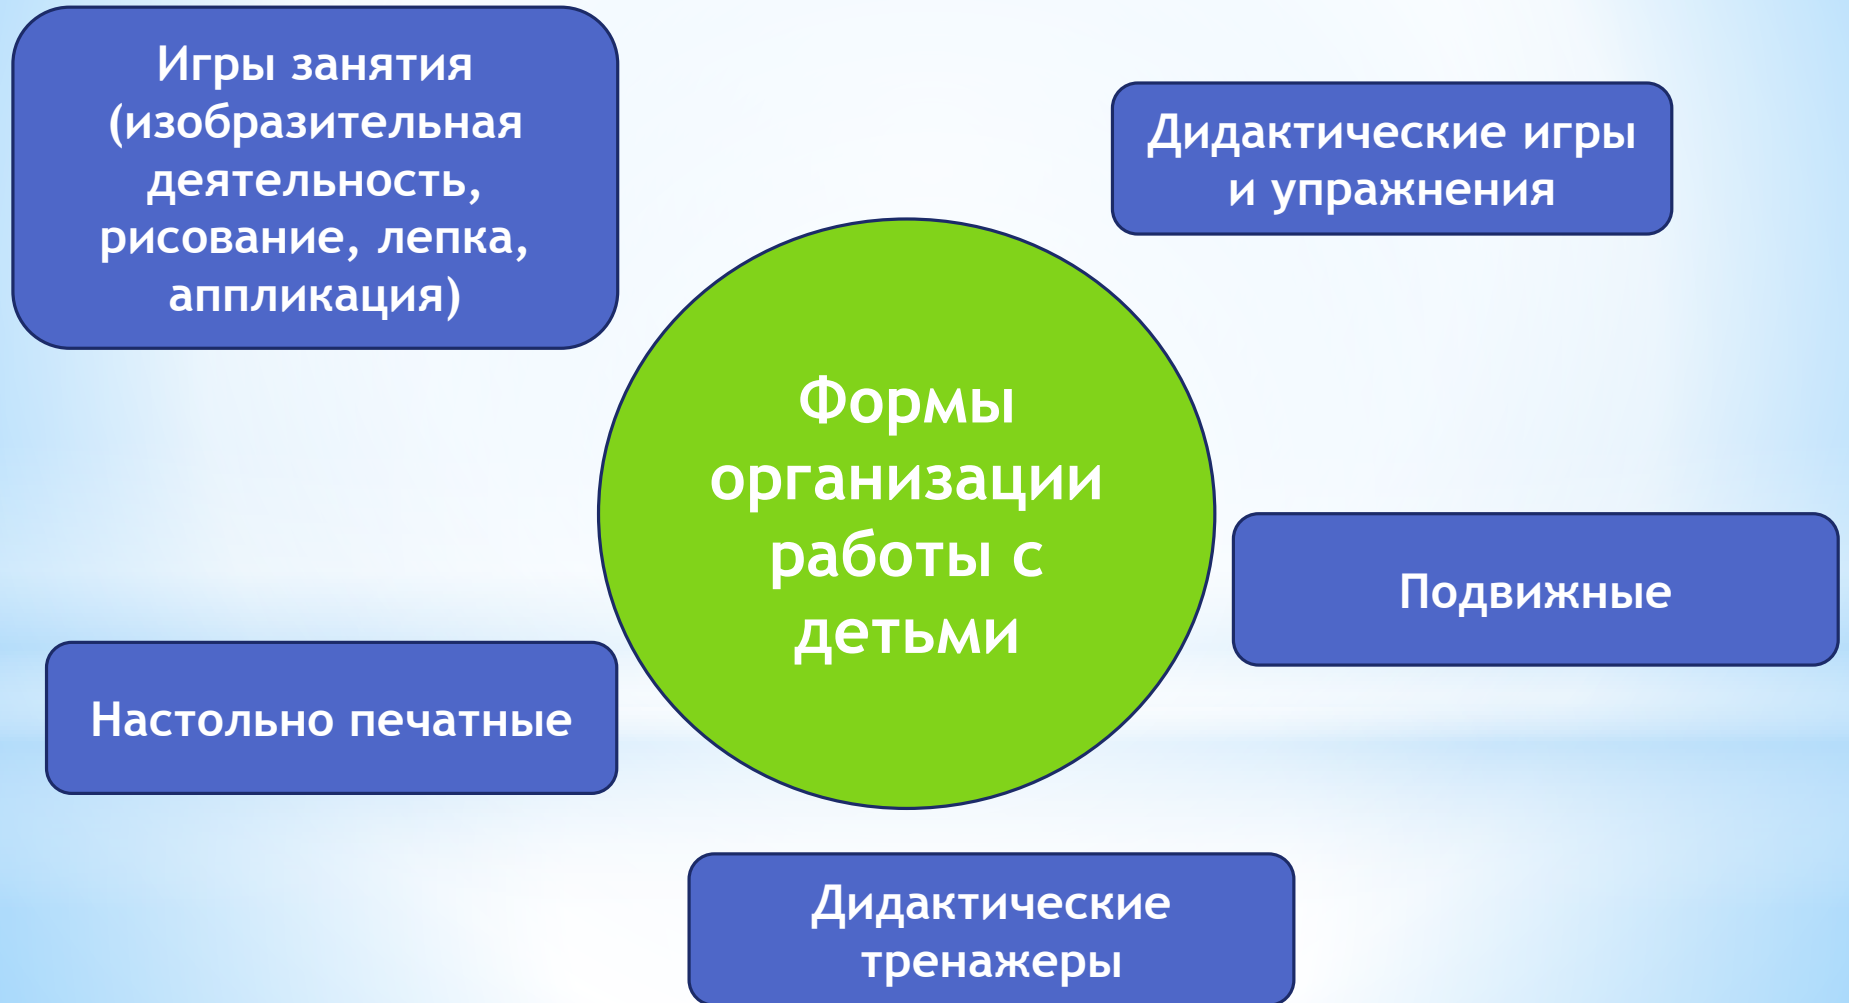 Игры занятия
(изобразительная
деятельность,
рисование, лепка,
аппликация)
Дидактические игры
и упражнения
Формы
организации
работы с
детьми
Подвижные
Настольно печатные
Дидактические
тренажеры